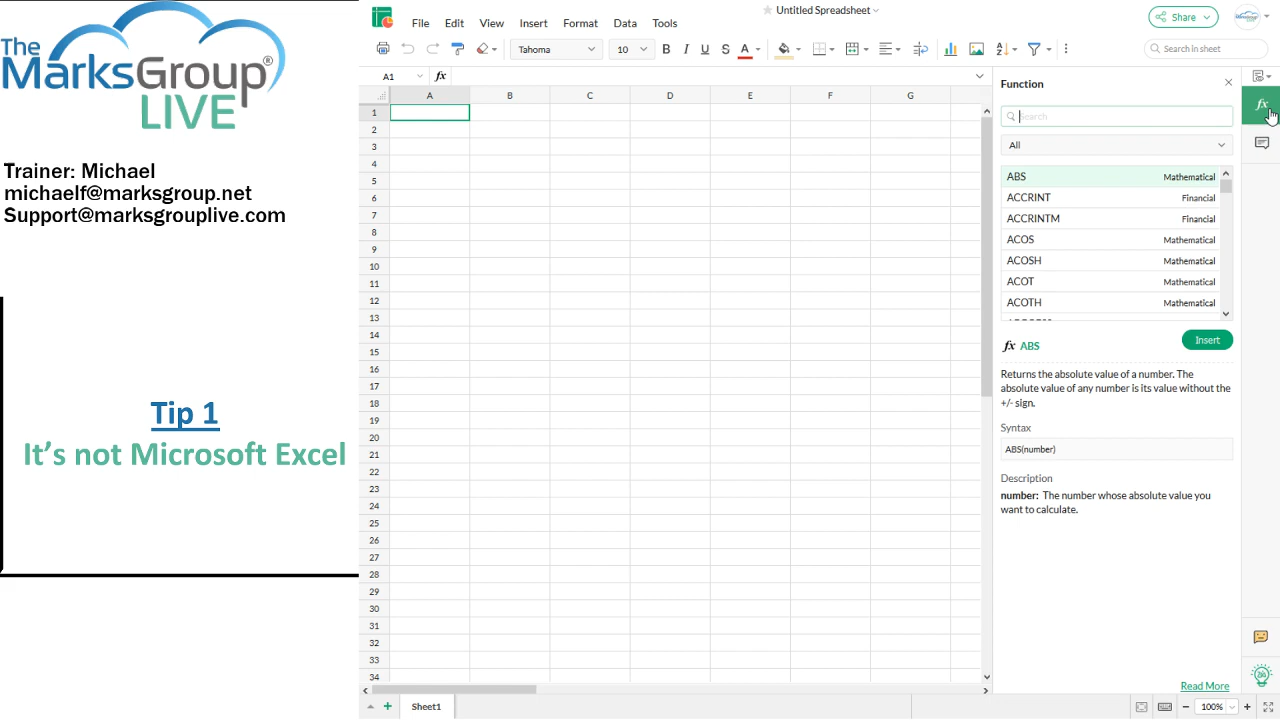 The
MarksGroup®
LIVE
Trainer: Michael
michaelf@marksgroup.net
Support@marksgrouplive.com
Tip 1
It's not Microsoft Excel
Untitled Spreadsheet
File Edit View Insert Format Data Tools
Share
Tahoma 10 B I U S A
Search in sheet
A1 fx
A B C D E F G
1
2
3
4
5
6
7
8
9
10
11
12
13
14
15
16
17
18
19
20
21
22
23
24
25
26
27
28
29
30
31
32
33
34
Function
Search
All
ABS Mathematical
ACCRINT Financial
ACCRINTM Financial
ACOS Mathematical
ACOSH Mathematical
ACOT Mathematical
ACOTH Mathematical
fx ABS Insert
Returns the absolute value of a number. The
absolute value of any number is its value without the
+/- sign.
Syntax
ABS(number)
Description
number: The number whose absolute value you
want to calculate.
Read More
fx
Sheet1
100%